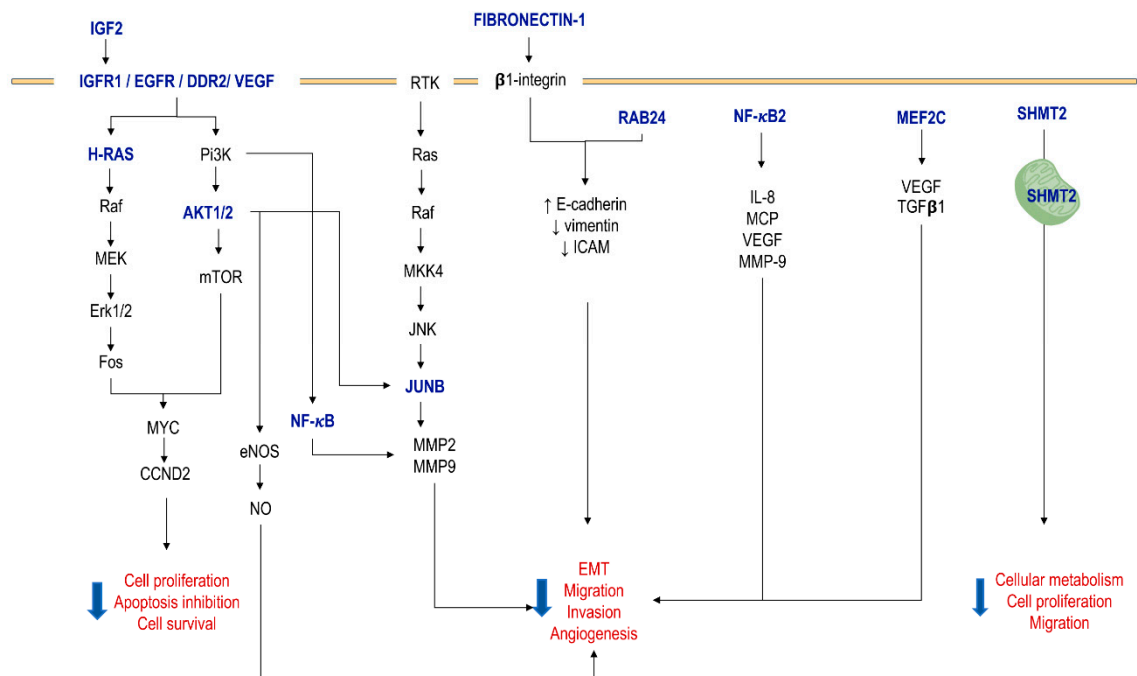 IGF2
FIBRONECTIN-1
IGFR1 / EGFR / DDR2/ VEGF
RTK
β1-integrin
RAB24
NF-κB2
MEF2C
SHMT2
H-RAS
Pi3K
Ras
Raf
AKT1/2
Raf
↑ E-cadherin
↓ vimentin
↓ ICAM
IL-8
MCP
VEGF
MMP-9
VEGF
TGFβ1
SHMT2
MEK
mTOR
MKK4
Erk1/2
JNK
Fos
JUNB
NF-κB
MYC
eNOS
MMP2
MMP9
CCND2
NO
Cell proliferation
Apoptosis inhibition
Cell survival
EMT
Migration
Invasion
Angiogenesis
Cellular metabolism
Cell proliferation
Migration